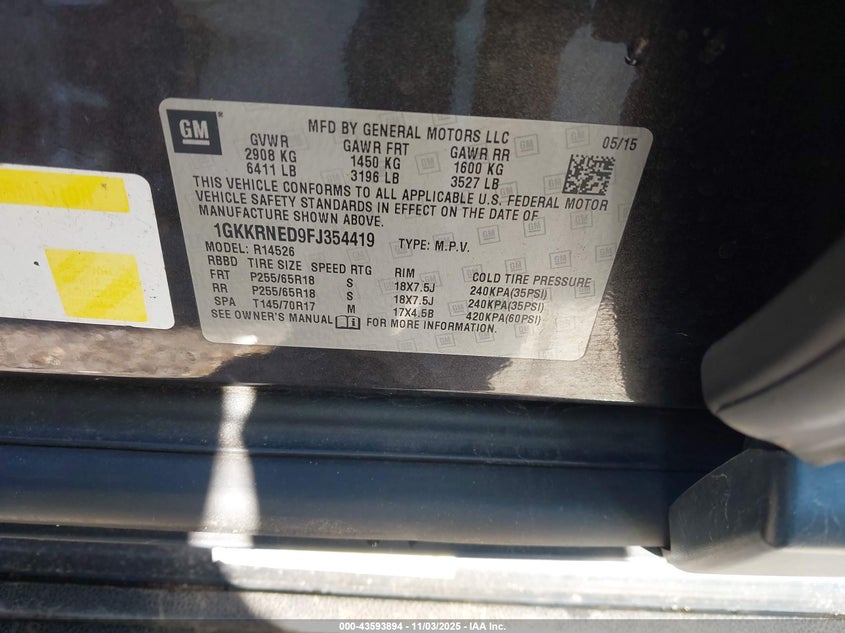 GM
MFD BY GENERAL MOTORS LLC 05/15
GVWR GAWR FRT GAWR RR
2908 KG 1450 KG 1600 KG
6411 LB 3196 LB 3527 LB
THIS VEHICLE CONFORMS TO ALL APPLICABLE U.S. FEDERAL MOTOR
VEHICLE SAFETY STANDARDS IN EFFECT ON THE DATE OF
MANUFACTURE SHOWN ABOVE.
1GKKRNED9FJ354419 TYPE: M.P.V.
MODEL: R14526
RBBD TIRE SIZE SPEED RTG RIM COLD TIRE PRESSURE
FRT P255/65R18 S 18X7.5J 240KPA(35PSI)
RR P255/65R18 S 18X7.5J 240KPA(35PSI)
SPA T145/70R17 M 17X4.5B 420KPA(60PSI)
SEE OWNER'S MANUAL FOR MORE INFORMATION.
000-43593894 - 11/03/2025 - IAA Inc.